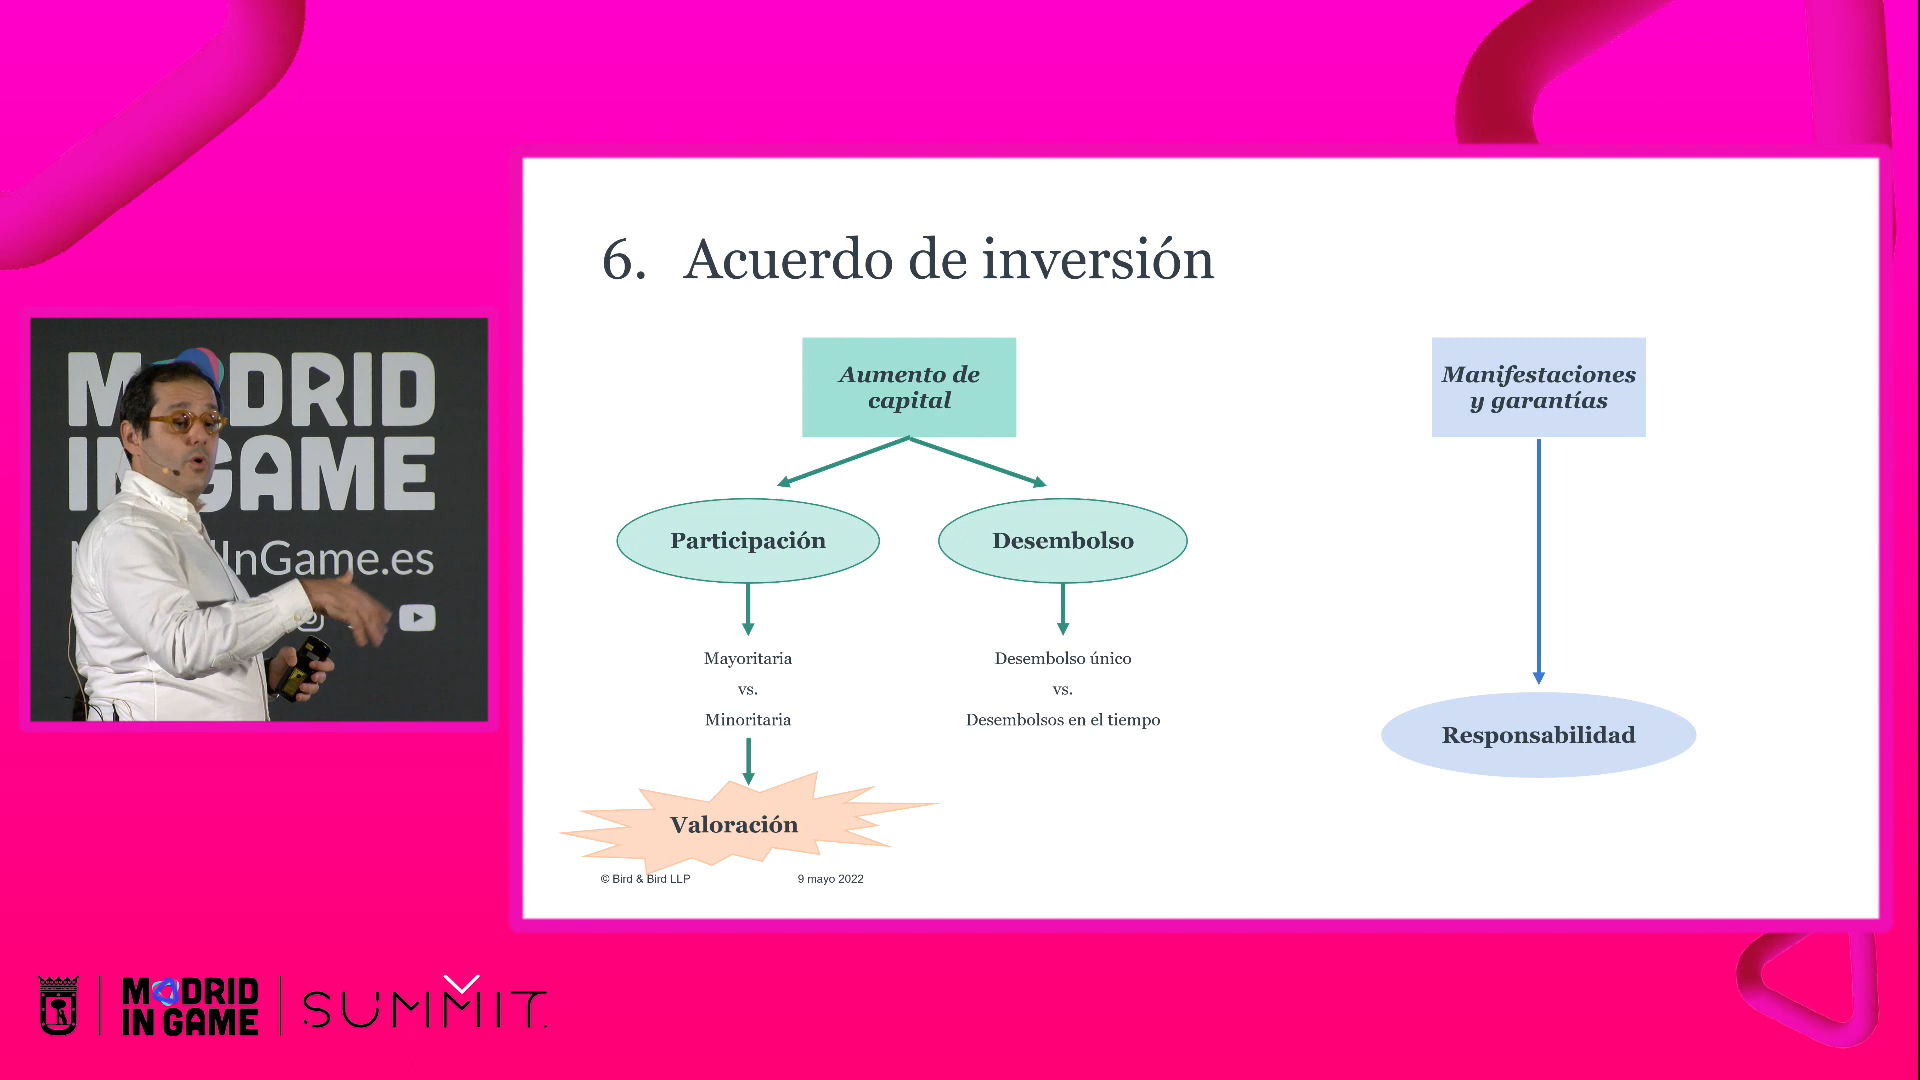 6. Acuerdo de inversión
Aumento de
capital
Manifestaciones
y garantías
Participación
Desembolso
Mayoritaria
vs.
Minoritaria
Desembolso único
vs.
Desembolsos en el tiempo
Responsabilidad
Valoración
© Bird & Bird LLP
9 mayo 2022
MADRID
IN GAME
InGame.es
MADRID
IN GAME
SUMMIT